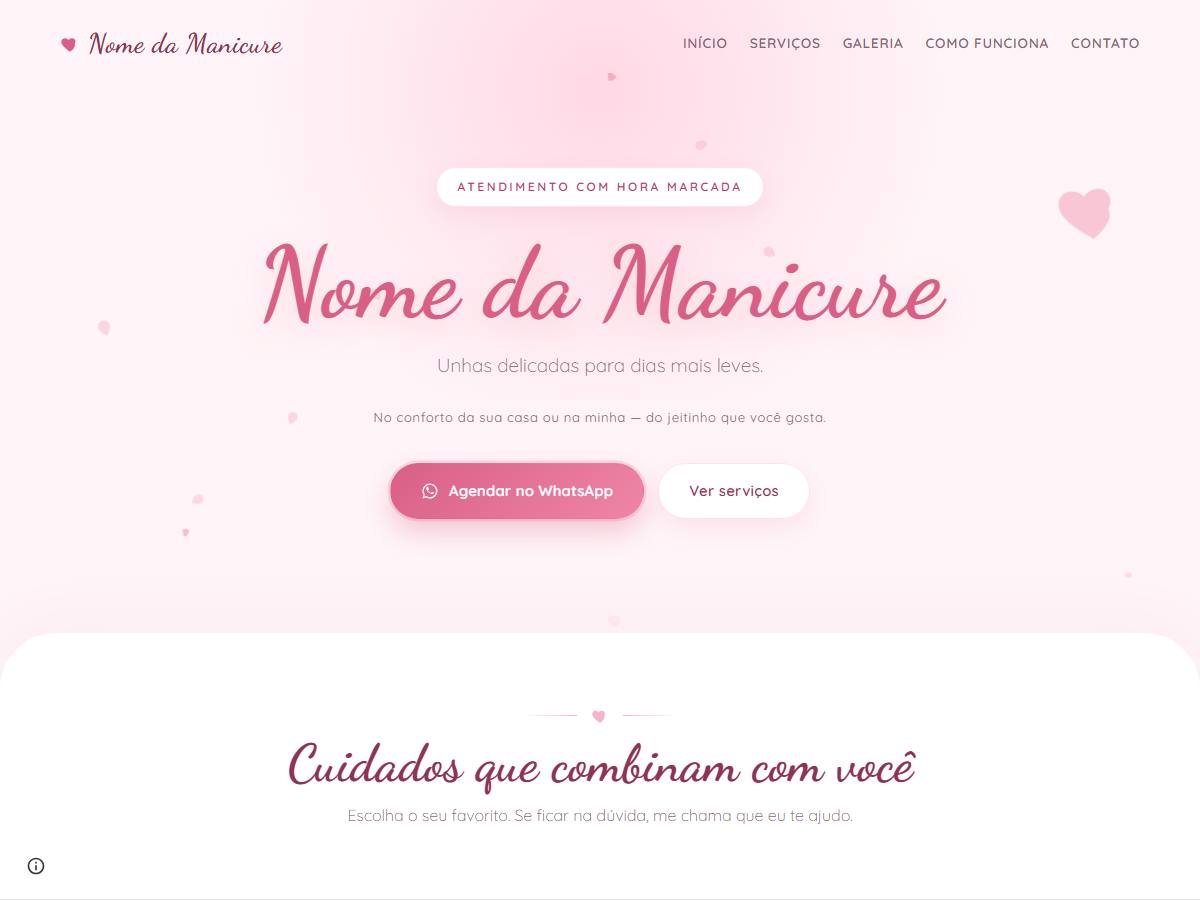 Nome da Manicure
INÍCIO SERVIÇOS GALERIA COMO FUNCIONA CONTATO
ATENDIMENTO COM HORA MARCADA
Nome da Manicure
Unhas delicadas para dias mais leves.
No conforto da sua casa ou na minha — do jeitinho que você gosta.
Agendar no WhatsApp
Ver serviços
Cuidados que combinam com você
Escolha o seu favorito. Se ficar na dúvida, me chama que eu te ajudo.